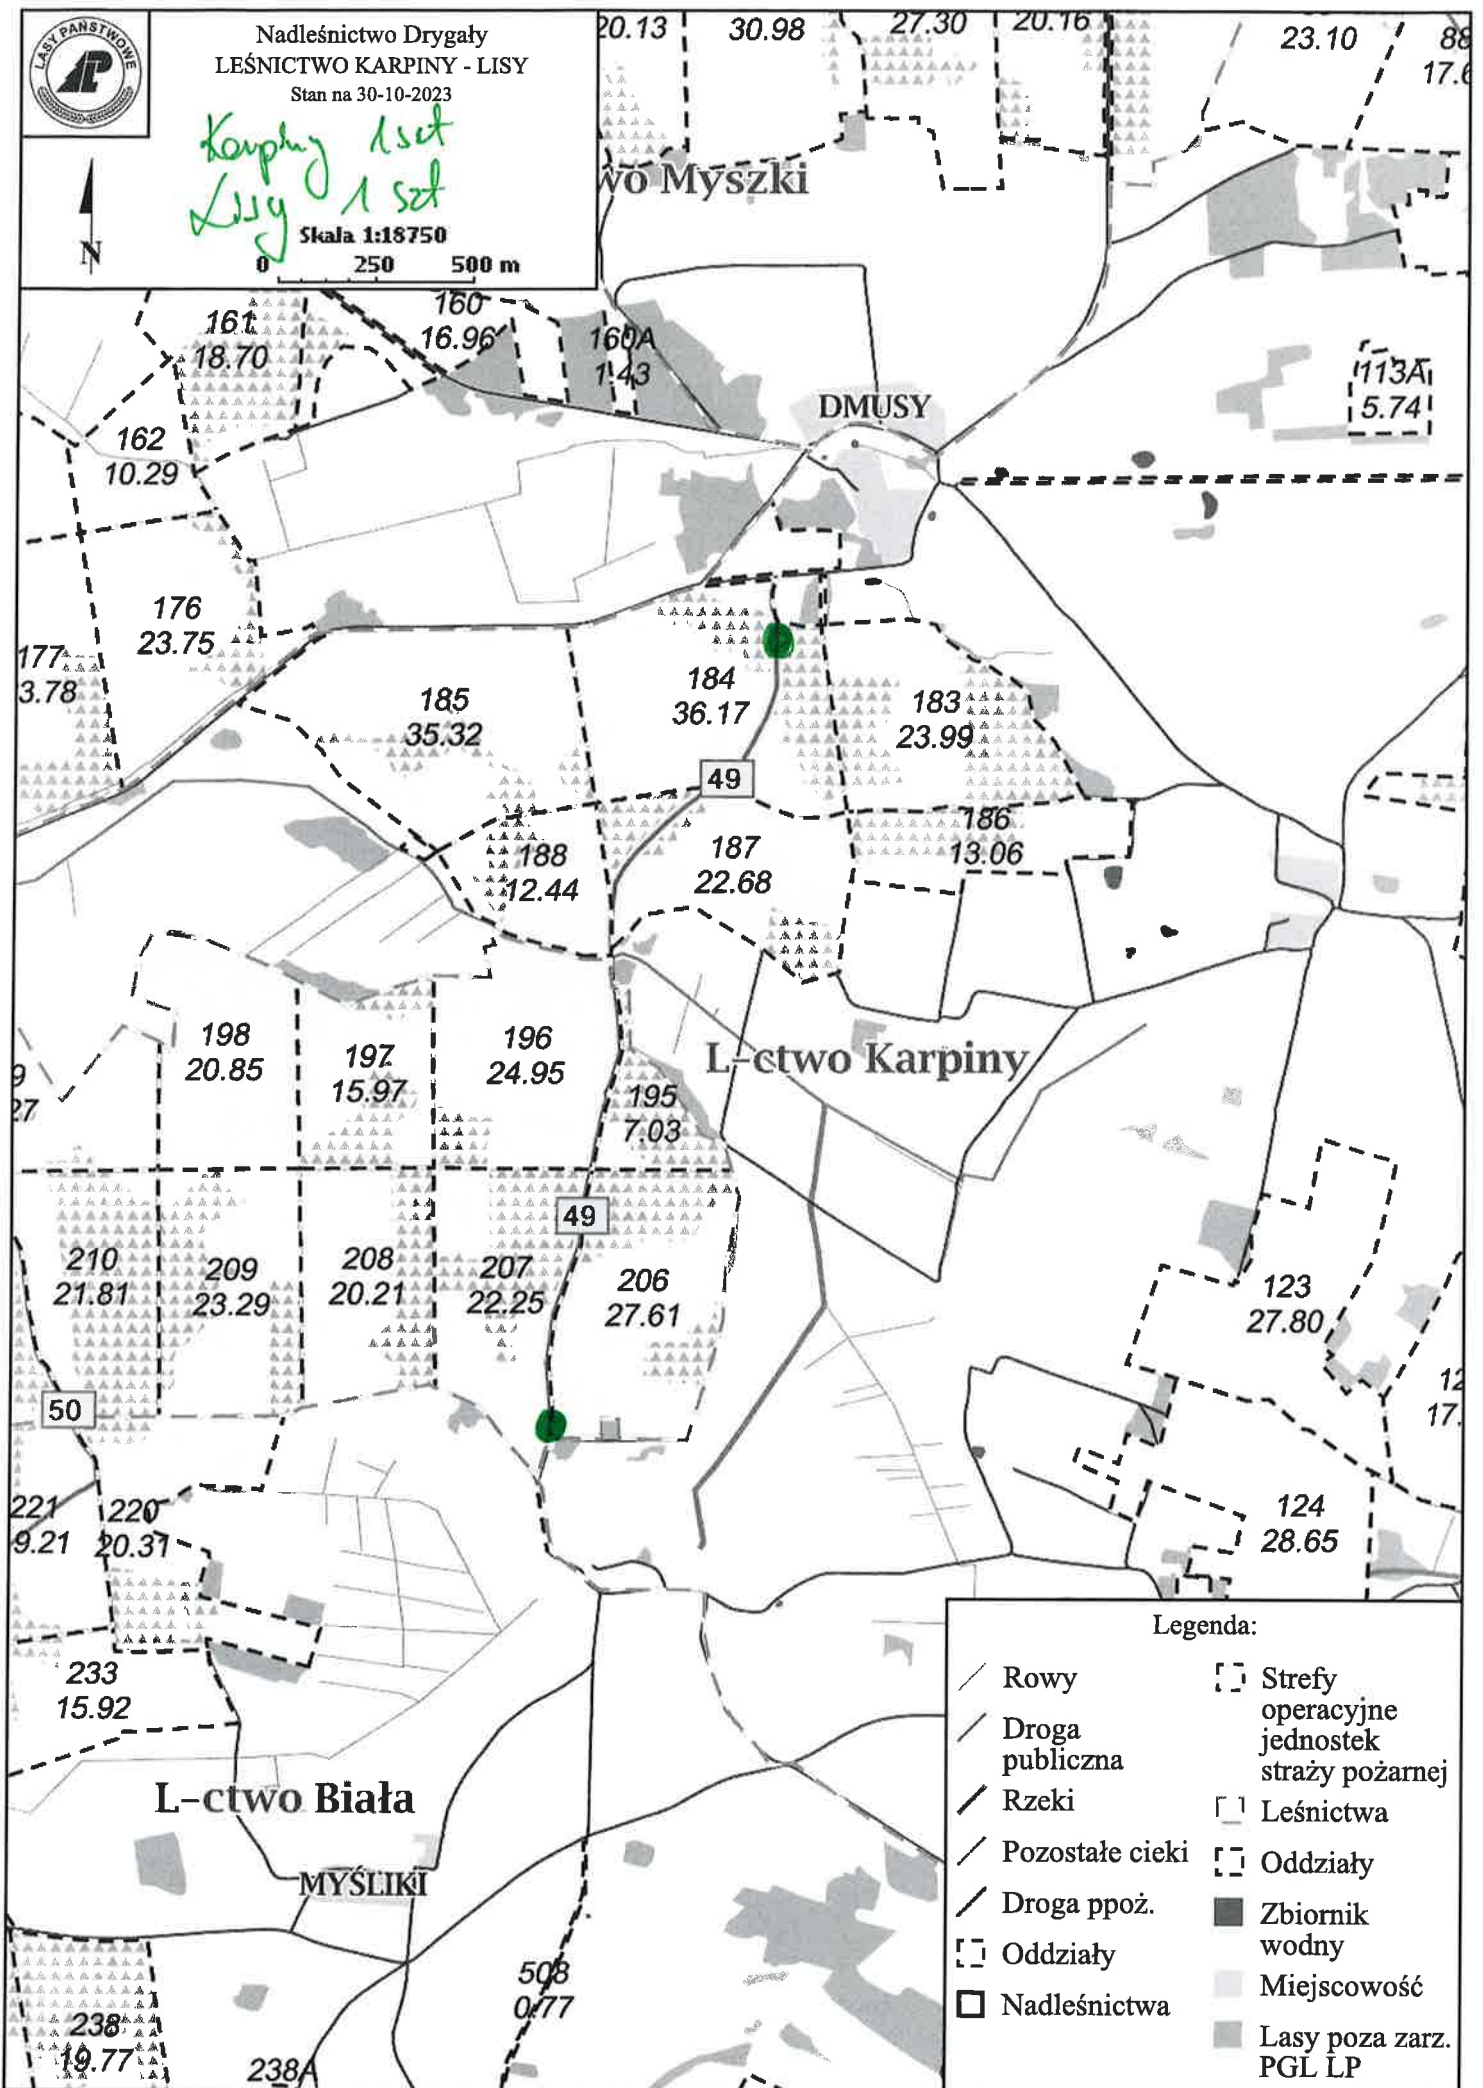 LASY PAŃSTWOWE
Nadleśnictwo Drygały
LEŚNICTWO KARPINY - LISY
Stan na 30-10-2023
Karpiny 1 szt
Lisy 1 szt
Skala 1:18750
0 250 500 m
N
20.13
30.98
27.30
20.16
23.10
88
17.6
wo Myszki
161
18.70
160
16.96
160A
1.43
113A
5.74
DMUSY
162
10.29
176
23.75
177
3.78
185
35.32
184
36.17
183
23.99
49
186
13.06
188
12.44
187
22.68
198
20.85
197
15.97
196
24.95
L-ctwo Karpiny
9
27
195
7.03
49
210
21.81
209
23.29
208
20.21
207
22.25
206
27.61
123
27.80
50
12
17.
221
9.21
220
20.31
124
28.65
233
15.92
L-ctwo Biała
MYŚLIKI
508
0.77
238
19.77
238A
Legenda:
Rowy
Droga
publiczna
Rzeki
Pozostałe cieki
Droga ppoż.
Oddziały
Nadleśnictwa
Strefy
operacyjne
jednostek
straży pożarnej
Leśnictwa
Oddziały
Zbiornik
wodny
Miejscowość
Lasy poza zarz.
PGL LP